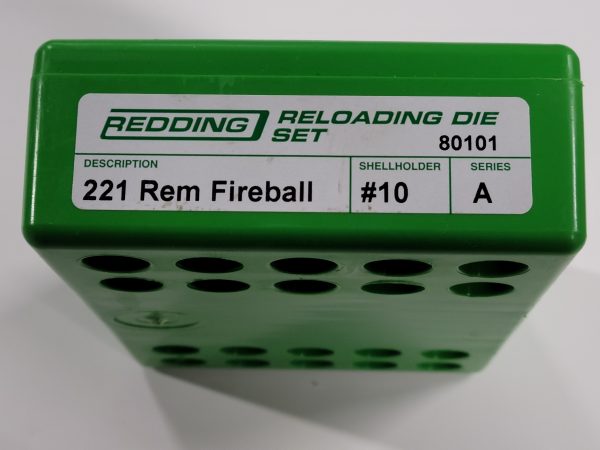 REDDING RELOADING DIE
SET 80101
DESCRIPTION SHELLHOLDER SERIES
221 Rem Fireball #10 A